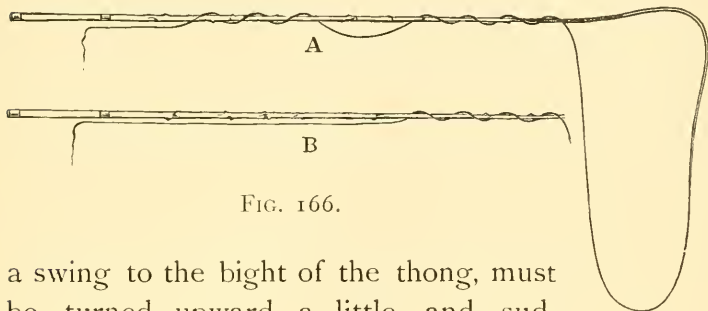 A
B
FIG. 166.
a swing to the bight of the thong, must
be turned upward a little and sud-